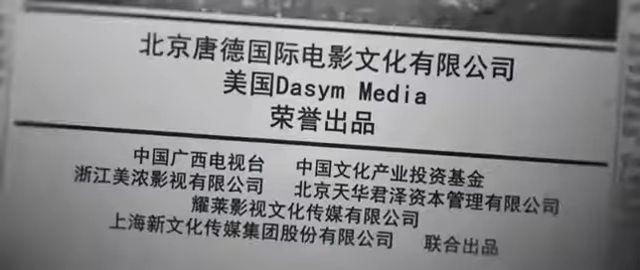 北京唐德国际电影文化有限公司
美国Dasym Media
荣誉出品
中国广西电视台 中国文化产业投资基金
浙江美浓影视有限公司 北京天华君泽资本管理有限公司
耀莱影视文化传媒有限公司
上海新文化传媒集团股份有限公司 联合出品